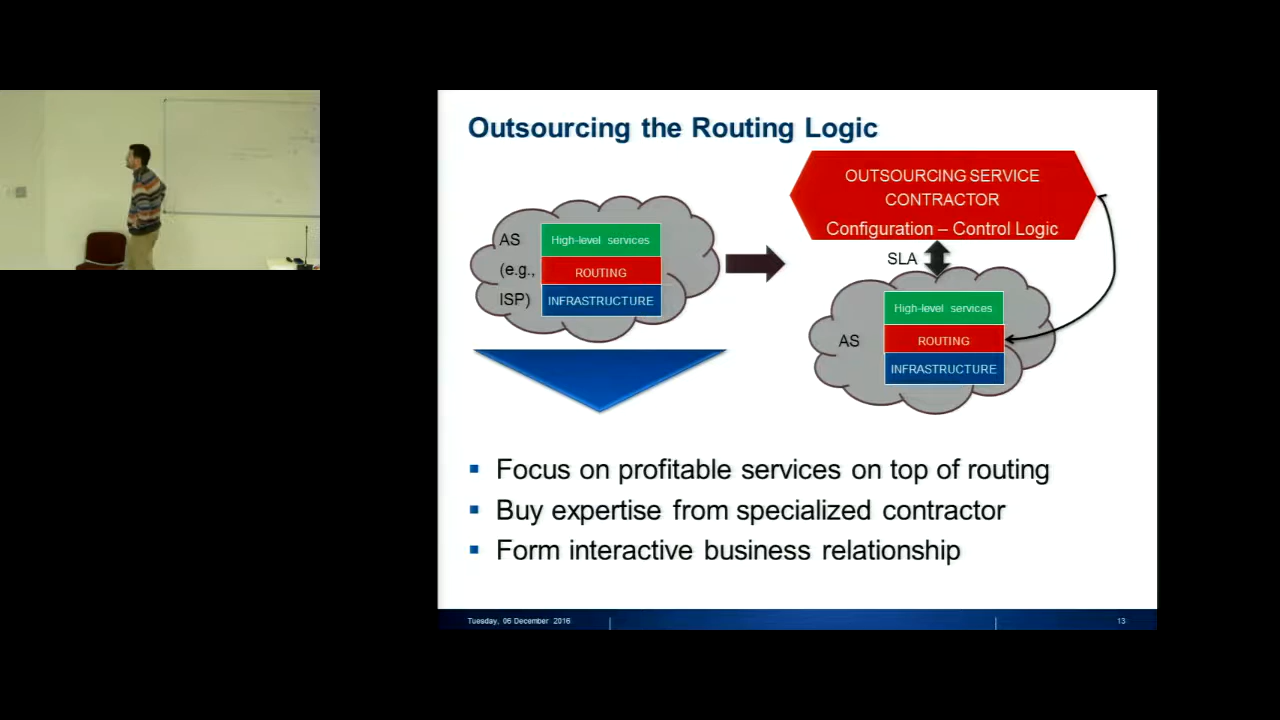 Outsourcing the Routing Logic
AS
(e.g.,
ISP)
High-level services
ROUTING
INFRASTRUCTURE
OUTSOURCING SERVICE
CONTRACTOR
Configuration – Control Logic
SLA
AS
High-level services
ROUTING
INFRASTRUCTURE
Focus on profitable services on top of routing
Buy expertise from specialized contractor
Form interactive business relationship
Tuesday, 06 December 2016
13